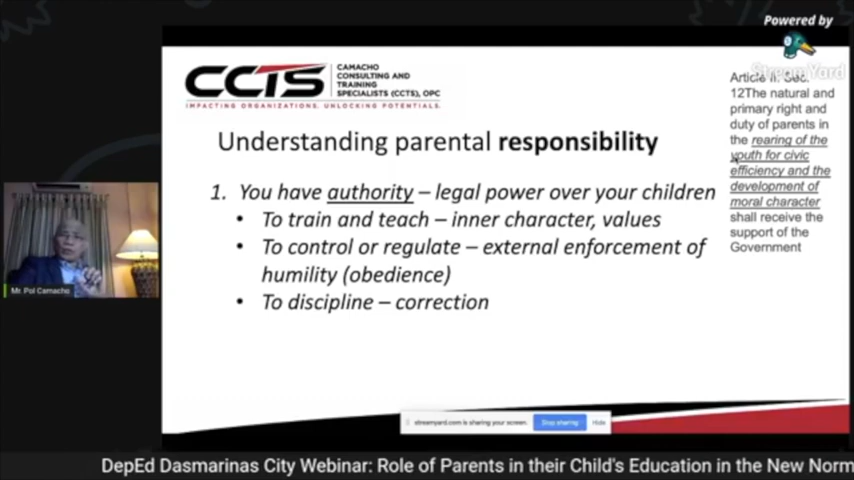 Powered by
StreamYard
CCTS
CAMACHO
CONSULTING AND
TRAINING
SPECIALISTS (CCTS), OPC
IMPACTING ORGANIZATIONS. UNLOCKING POTENTIALS.
Understanding parental responsibility
1. You have authority – legal power over your children
• To train and teach – inner character, values
• To control or regulate – external enforcement of
humility (obedience)
• To discipline – correction
Article II. Sec.
12The natural and
primary right and
duty of parents in
the rearing of the
youth for civic
efficiency and the
development of
moral character
shall receive the
support of the
Government
Mr. Pol Camacho
streamyard.com is sharing your screen.
Stop sharing
Hide
DepEd Dasmarinas City Webinar: Role of Parents in their Child's Education in the New Norm